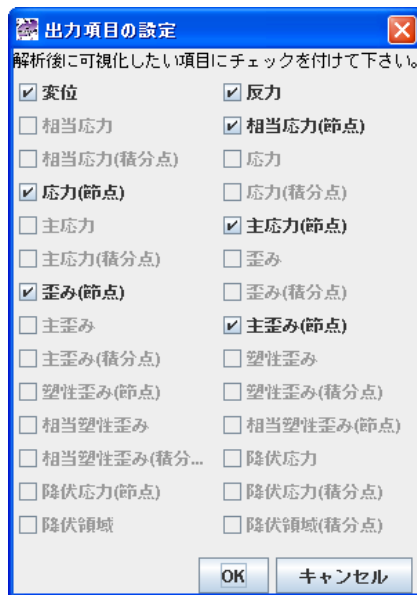 出力項目の設定
解析後に可視化したい項目にチェックを付けて下さい。
変位 反力
相当応力 相当応力(節点)
相当応力(積分点) 応力
応力(節点) 応力(積分点)
主応力 主応力(節点)
主応力(積分点) 歪み
歪み(節点) 歪み(積分点)
主歪み 主歪み(節点)
主歪み(積分点) 塑性歪み
塑性歪み(節点) 塑性歪み(積分点)
相当塑性歪み 相当塑性歪み(節点)
相当塑性歪み(積分... 降伏応力
降伏応力(節点) 降伏応力(積分点)
降伏領域 降伏領域(積分点)
OK キャンセル